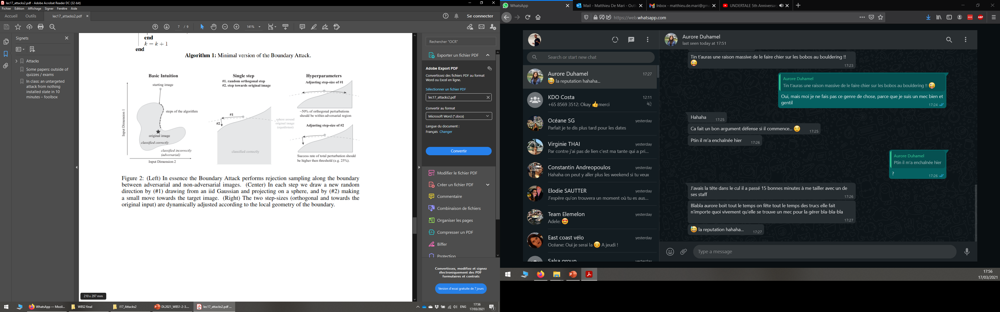 lec17_attacks2.pdf - Adobe Acrobat Reader DC (32-bit)
Fichier Edition Affichage Signer Fenêtre Aide
Accueil Outils lec17_attacks2.pdf × Se connecter
7 / 9 141%
Signets
Attacks
Some papers: outside of
quizzes / exams
In class: an untargeted
attack from nothing
installed state in 10
minutes – foolbox
end
k = k + 1
end
Algorithm 1: Minimal version of the Boundary Attack.
Basic Intuition
starting image
steps of the algorithm
original image
classified correctly
classified incorrectly
(adversarial)
Input Dimension 1
Input Dimension 2
Single step
#1. random orthogonal step
#2. step towards original image
#1
#2
sphere around
original image
(equidistant)
classified correctly
Hyperparameters
Adjusting step-size of #1
~50% of orthogonal perturbations
should be within adversarial region
Adjusting step-size of #2
Success rate of total perturbation should
be higher then threshold (e.g. 25%).
Figure 2: (Left) In essence the Boundary Attack performs rejection sampling along the boundary
between adversarial and non-adversarial images. (Center) In each step we draw a new random
direction by (#1) drawing from an iid Gaussian and projecting on a sphere, and by (#2) making
a small move towards the target image. (Right) The two step-sizes (orthogonal and towards the
original input) are dynamically adjusted according to the local geometry of the boundary.
210 x 297 mm
Rechercher "OCR"
Exporter un fichier PDF
Adobe Export PDF
Convertissez des fichiers PDF au format
Word ou Excel en ligne.
Sélectionner un fichier PDF
lec17_attacks2.pdf
Convertir au format
Microsoft Word (*.docx)
Langue du document :
Français Changer
Convertir
Modifier le fichier PDF
Créer un fichier PDF
Commentaire
Combinaison de fichiers
Organiser les pages
Compresser un PDF
Biffer
Protection
Convertissez, modifiez et signez
électroniquement des PDF
formulaires et contrats
Version d'essai gratuite de 7 jours
WhatsApp — Mozil... W8S2 final l17_Attacks2 DL2021_W8S1-2-3.... lec17_attacks2.pdf ...
ENG 17:56
17/03/2021
3
WhatsApp Mail - Matthieu De Mari - Outl Inbox - matthieu.de.mari@gma UNDERTALE 5th Anniversary
https://web.whatsapp.com
ABP
Search or start new chat
Aurore Duhamel 17:27
😅 la reputation hahaha...
KDO Costa 12:11
+65 8569 3512: Okay 👍merci
Océane SG yesterday
Parfait je te dis plus tard pour les dates
Virginie THAI yesterday
Par contre j'ai pas de lien c'est ma tante qui a pri...
Constantin Andreopoulos yesterday
Hahaha on peut y aller plus les weekend si tu veux
Elodie SAUTTER yesterday
J'espère qu'on trouvera un moment où tu es aus...
Team Elemelon yesterday
Adele: 😍
East coast vélo yesterday
Océane: Oui je serai la 😊 A jeudi !
Salsa group yesterday
Aurore Duhamel
last seen today at 17:51
Tin t'auras une raison massive de le faire chier sur les bobos au bouldering !!
😜
17:23
Aurore Duhamel
Tin t'auras une raison massive de le faire chier sur les bobos au bouldering !! 😜
Oui, mais moi je ne fais pas ce genre de chose, parce que je suis un mec bien et
gentil
17:24
Hahaha
17:25
Ca fait un bon argument défense si il commence... 😉
17:25
Ptin il m'a enchaînée hier
17:26
Aurore Duhamel
Ptin il m'a enchaînée hier
?
17:26
J'avais la tête dans le cul il a passé 15 bonnes minutes à me tailler avec un de
ses staff
17:26
Blabla aurore boit tout le temps on fête tout le temps des trucs elle fait
n'importe quoi vivement qu'elle se trouve un mec pour la gérer bla-bla-bla
17:27
😅 la reputation hahaha...
17:27
Type a message
17:56
17/03/2021